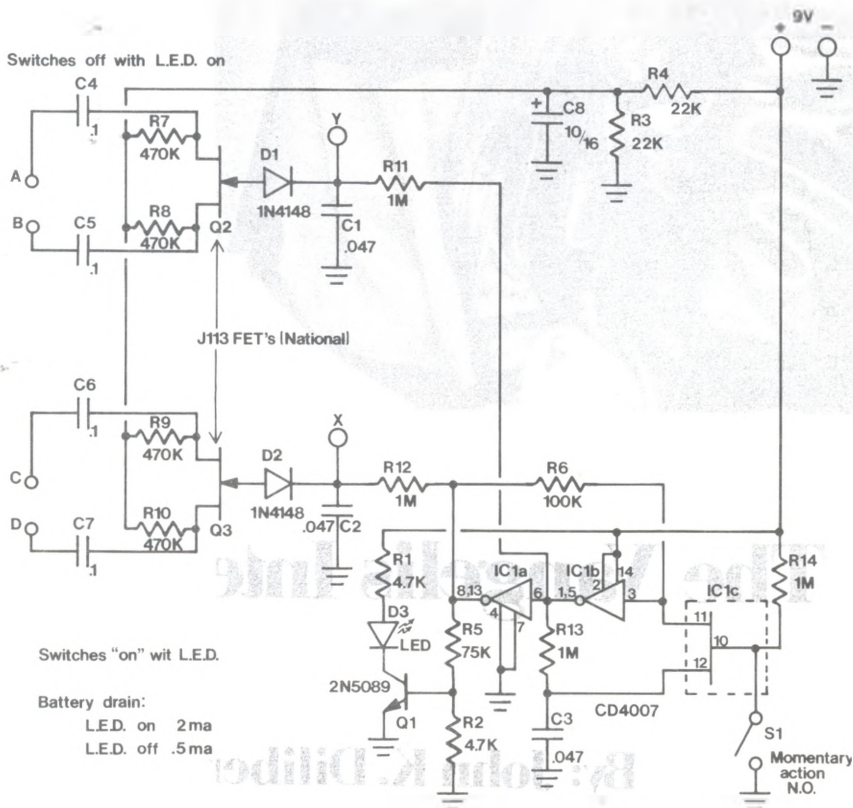 9V
+ −
Switches off with L.E.D. on
C4
.1
R7
470K
A
B
R8
470K
C5
.1
Q2
D1
1N4148
Y
C1
.047
R11
1M
+
C8
10/16
R3
22K
R4
22K
J113 FET's [National]
C6
.1
R9
470K
C
D
R10
470K
C7
.1
Q3
D2
1N4148
X
.047 C2
R12
1M
R6
100K
R1
4.7K
D3
LED
8,13
IC1a
4
7
6
1,5
IC1b
2
14
3
R14
1M
IC1c
11
10
12
R5
75K
R13
1M
CD4007
Switches "on" wit L.E.D.
2N5089
Q1
R2
4.7K
C3
.047
S1
Momentary
action
N.O.
Battery drain:
L.E.D. on 2ma
L.E.D. off .5ma